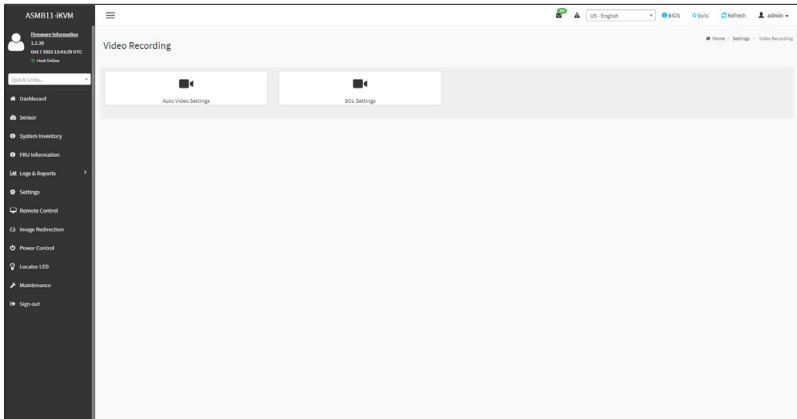 ASMB11-iKVM
US - English
BIOS
Sync
Refresh
admin
Firmware Information
1.1.20
Oct 7 2022 11:41:20 UTC
Host Online
Quick Links...
Video Recording
Home - Settings - Video Recording
Auto Video Settings
SOL Settings
Dashboard
Sensor
System Inventory
FRU Information
Logs & Reports
Settings
Remote Control
Image Redirection
Power Control
Locator LED
Maintenance
Sign out